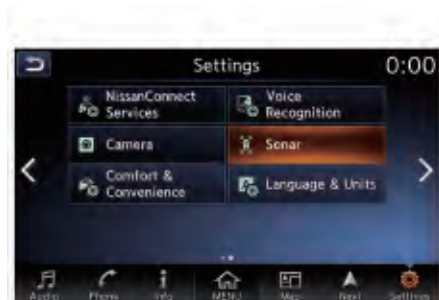 Settings
0:00
NissanConnect
Services
Voice
Recognition
Camera
Sonar
Comfort &
Convenience
Language & Units
Audio
Phone
Info
MENU
Map
Navi
Settings